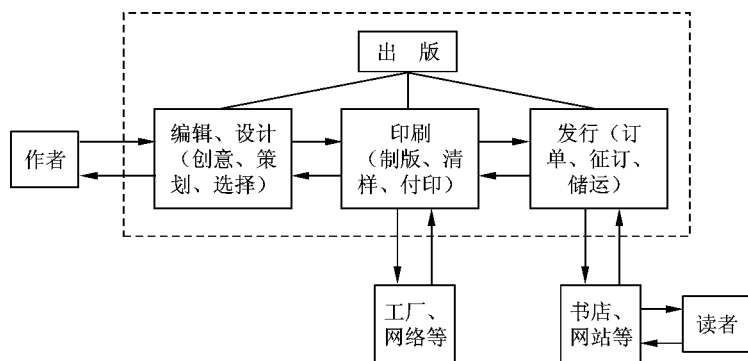 出 版
作者
编辑、设计
（创意、策
划、选择）
印刷
（制版、清
样、付印）
发行（订
单、征订、
储运）
工厂、
网络等
书店、
网站等
读者